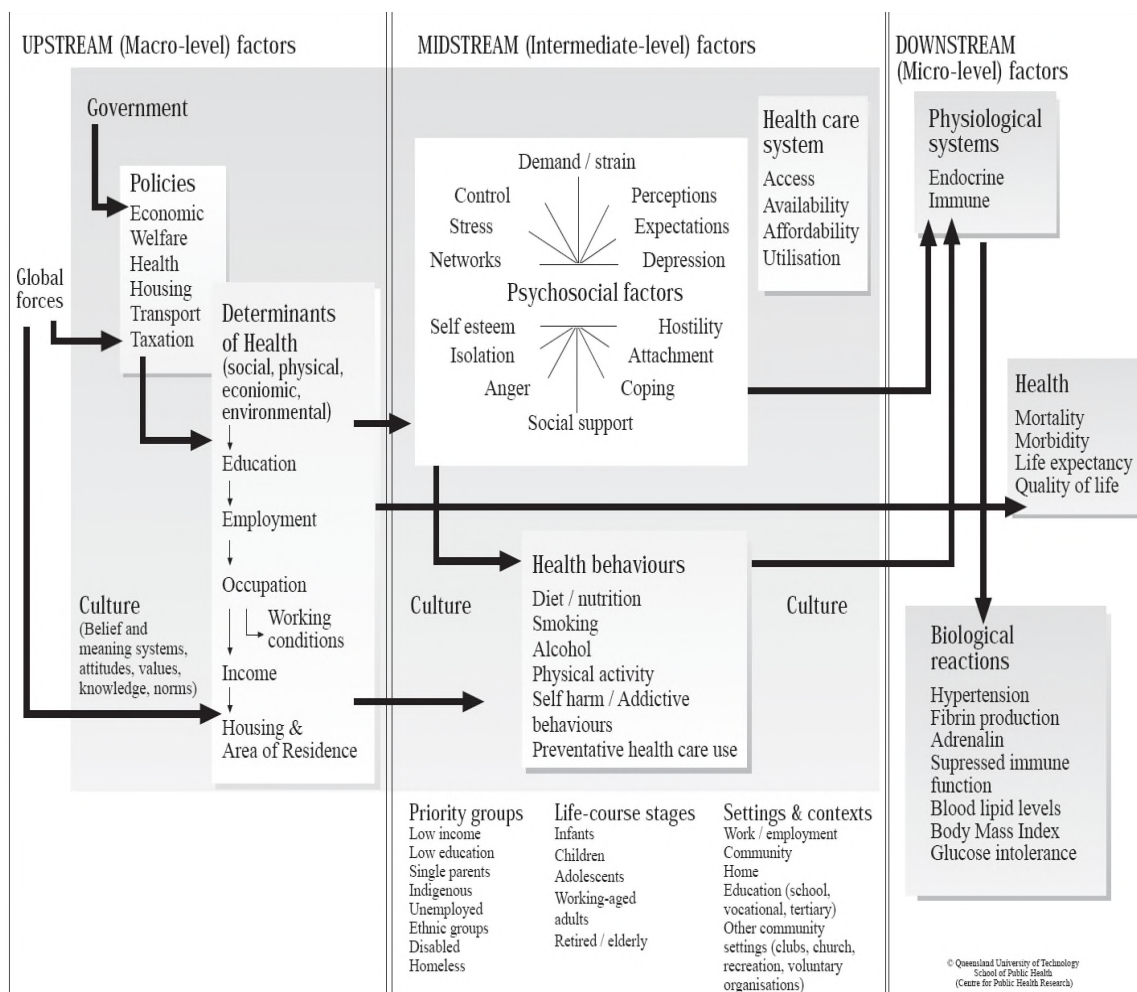 UPSTREAM (Macro-level) factors
Government
Policies
Economic
Welfare
Health
Housing
Transport
Taxation
Global
forces
Determinants
of Health
(social, physical,
econiomic,
environmental)
Education
Employment
Occupation
Working
conditions
Income
Housing &
Area of Residence
Culture
(Belief and
meaning systems,
attitudes, values,
knowledge, norms)
MIDSTREAM (Intermediate-level) factors
Demand / strain
Control
Perceptions
Stress
Expectations
Networks
Depression
Psychosocial factors
Self esteem
Hostility
Isolation
Attachment
Anger
Coping
Social support
Health care
system
Access
Availability
Affordability
Utilisation
Culture
Health behaviours
Diet / nutrition
Smoking
Alcohol
Physical activity
Self harm / Addictive
behaviours
Preventative health care use
Culture
Priority groups
Low income
Low education
Single parents
Indigenous
Unemployed
Ethnic groups
Disabled
Homeless
Life-course stages
Infants
Children
Adolescents
Working-aged
adults
Retired / elderly
Settings & contexts
Work / employment
Community
Home
Education (school,
vocational, tertiary)
Other community
settings (clubs, church,
recreation, voluntary
organisations)
DOWNSTREAM
(Micro-level) factors
Physiological
systems
Endocrine
Immune
Health
Mortality
Morbidity
Life expectancy
Quality of life
Biological
reactions
Hypertension
Fibrin production
Adrenalin
Supressed immune
function
Blood lipid levels
Body Mass Index
Glucose intolerance
© Queensland University of Technology
School of Public Health
(Centre for Public Health Research)